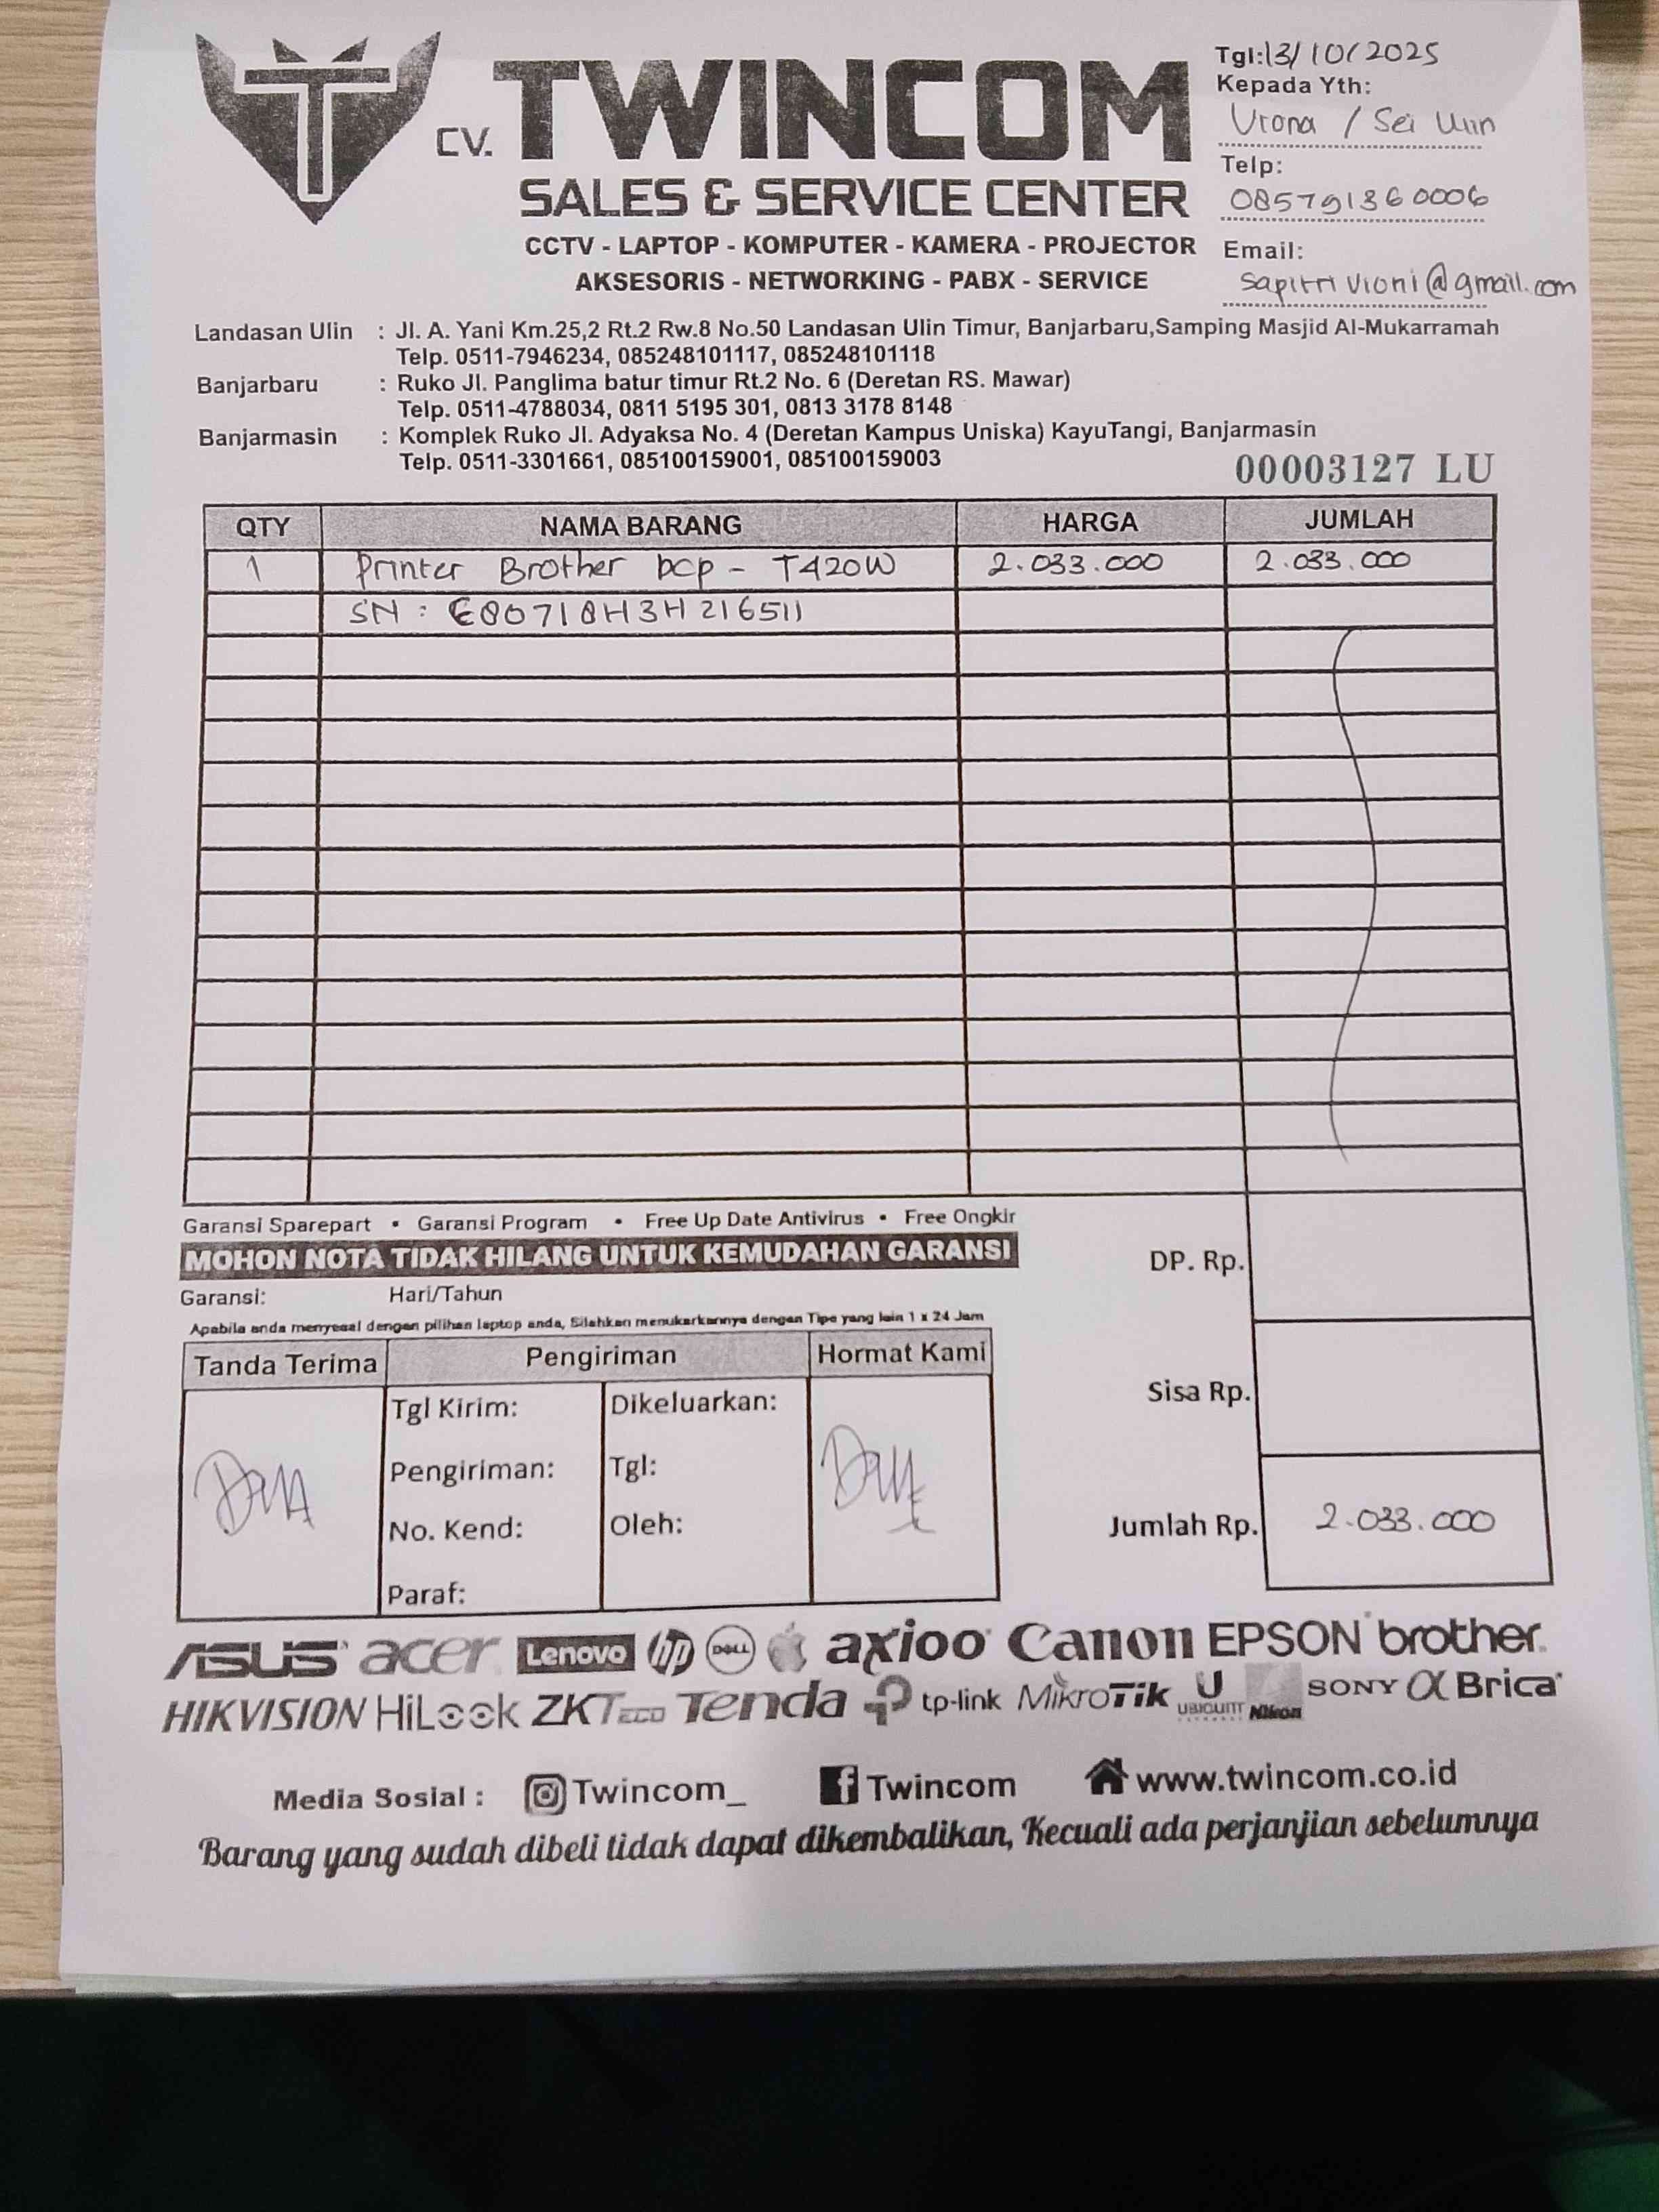 CV. TWINCOM
SALES & SERVICE CENTER
CCTV - LAPTOP - KOMPUTER - KAMERA - PROJECTOR
AKSESORIS - NETWORKING - PABX - SERVICE
Tgl: 13/10/2025
Kepada Yth:
Viona / Sei Ulin
Telp:
085791360006
Email:
sapitri vioni@gmail.com
Landasan Ulin : Jl. A. Yani Km.25,2 Rt.2 Rw.8 No.50 Landasan Ulin Timur, Banjarbaru,Samping Masjid Al-Mukarramah
Telp. 0511-7946234, 085248101117, 085248101118
Banjarbaru : Ruko Jl. Panglima batur timur Rt.2 No. 6 (Deretan RS. Mawar)
Telp. 0511-4788034, 0811 5195 301, 0813 3178 8148
Banjarmasin : Komplek Ruko Jl. Adyaksa No. 4 (Deretan Kampus Uniska) KayuTangi, Banjarmasin
Telp. 0511-3301661, 085100159001, 085100159003
00003127 LU
QTY NAMA BARANG HARGA JUMLAH
1 Printer Brother bcp - T420W 2.033.000 2.033.000
SN : E80718H3H216511
Garansi Sparepart • Garansi Program • Free Up Date Antivirus • Free Ongkir
MOHON NOTA TIDAK HILANG UNTUK KEMUDAHAN GARANSI
Garansi: Hari/Tahun
Apabila anda menyesal dengan pilihan laptop anda, Silahkan menukarkannya dengan Tipe yang lain 1 x 24 Jam
DP. Rp.
Sisa Rp.
Jumlah Rp. 2.033.000
Tanda Terima Pengiriman Hormat Kami
Tgl Kirim: Dikeluarkan:
Pengiriman: Tgl:
No. Kend: Oleh:
Paraf:
ASUS acer Lenovo hp DELL axioo Canon EPSON brother
HIKVISION HiLook ZKTeco Tenda tp-link MikroTik U UBIQUITI Nikon SONY α Brica
Media Sosial : Twincom_ Twincom www.twincom.co.id
Barang yang sudah dibeli tidak dapat dikembalikan, Kecuali ada perjanjian sebelumnya